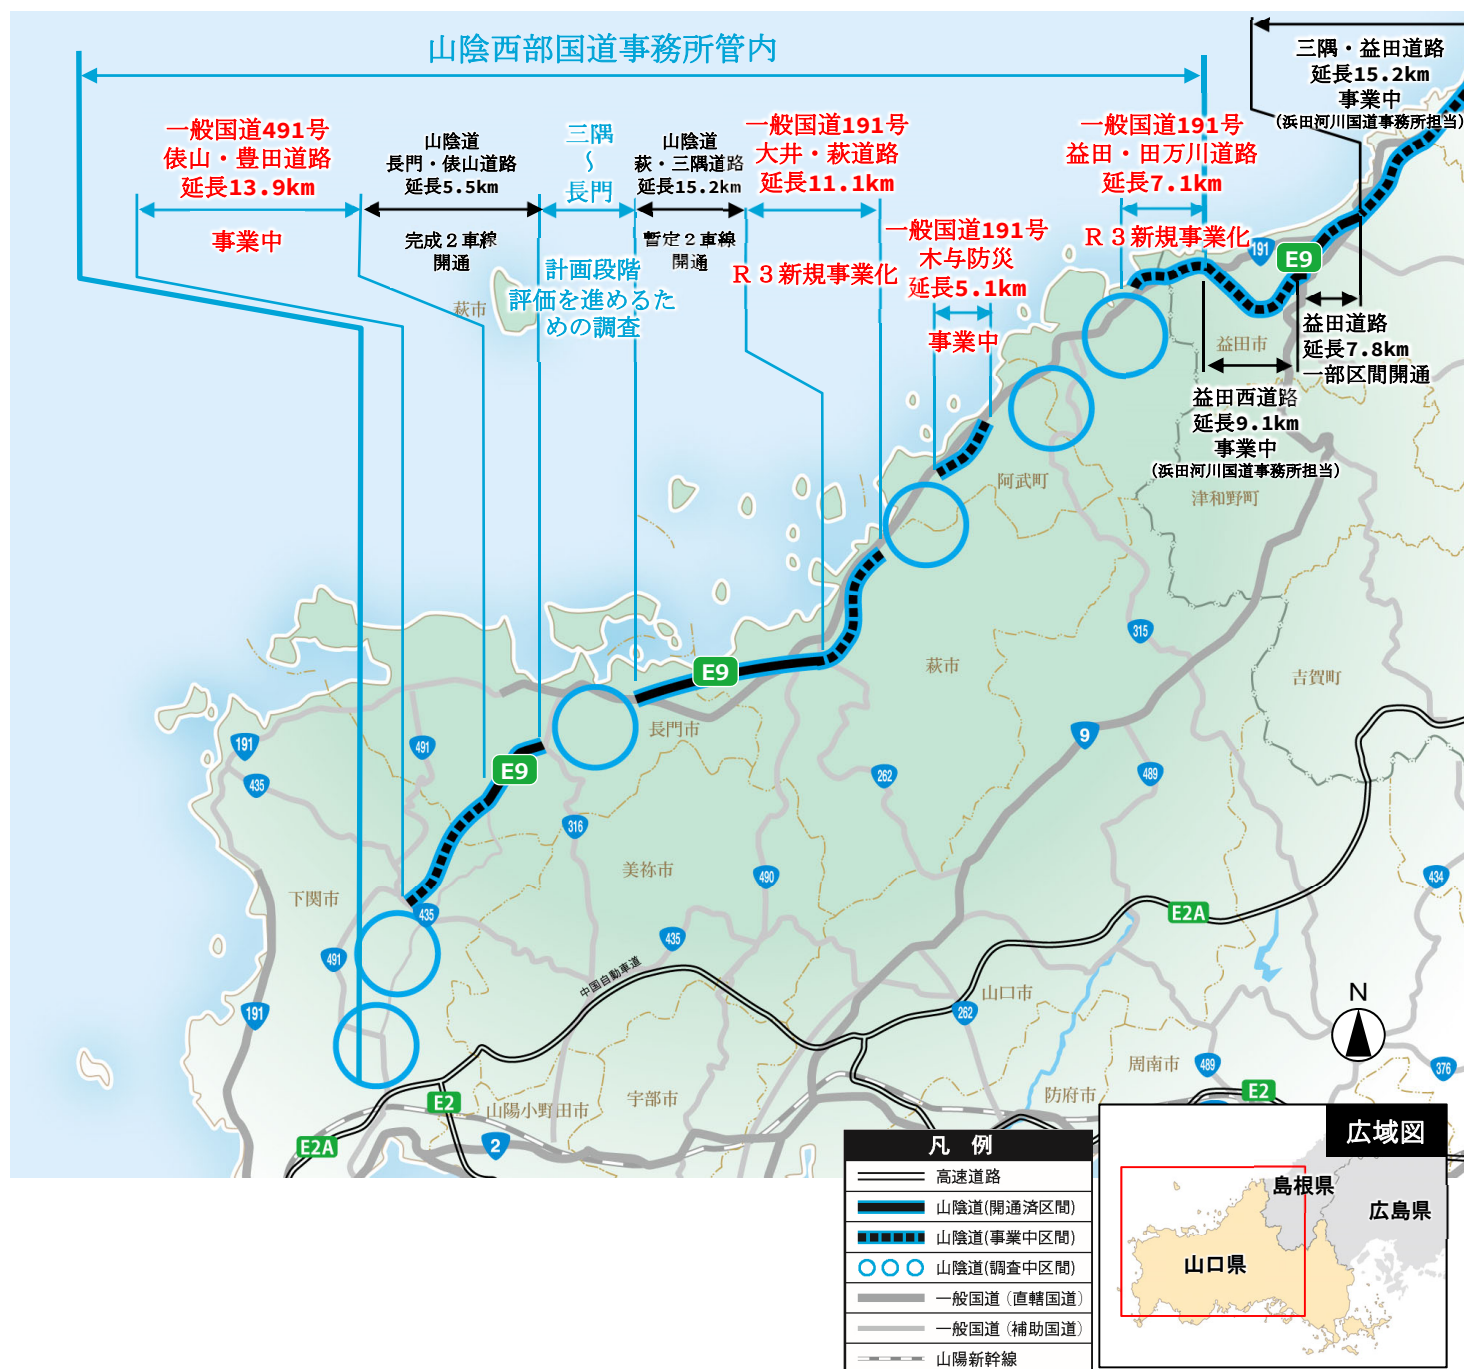 山陰西部国道事務所管内
三隅・益田道路
延長15.2km
事業中
(浜田河川国道事務所担当)
一般国道491号
俵山・豊田道路
延長13.9km
事業中
山陰道
長門・俵山道路
延長5.5km
完成２車線
開通
三隅
～
長門
計画段階
評価を進めるた
めの調査
山陰道
萩・三隅道路
延長15.2km
暫定２車線
開通
一般国道191号
大井・萩道路
延長11.1km
Ｒ３新規事業化
一般国道191号
木与防災
延長5.1km
事業中
一般国道191号
益田・田万川道路
延長7.1km
Ｒ３新規事業化
191
E9
益田道路
延長7.8km
一部区間開通
益田西道路
延長9.1km
事業中
(浜田河川国道事務所担当)
萩市
益田市
阿武町
津和野町
315
萩市
吉賀町
E9
長門市
191
491
9
E9
435
262
489
316
美祢市
490
434
下関市
435
E2A
435
491
中国自動車道
山口市
191
262
N
周南市
489
376
E2
防府市
E2
山陽小野田市
宇部市
E2A
2
凡 例
高速道路
山陰道(開通済区間)
山陰道(事業中区間)
山陰道(調査中区間)
一般国道（直轄国道）
一般国道（補助国道）
山陽新幹線
広域図
島根県
広島県
山口県